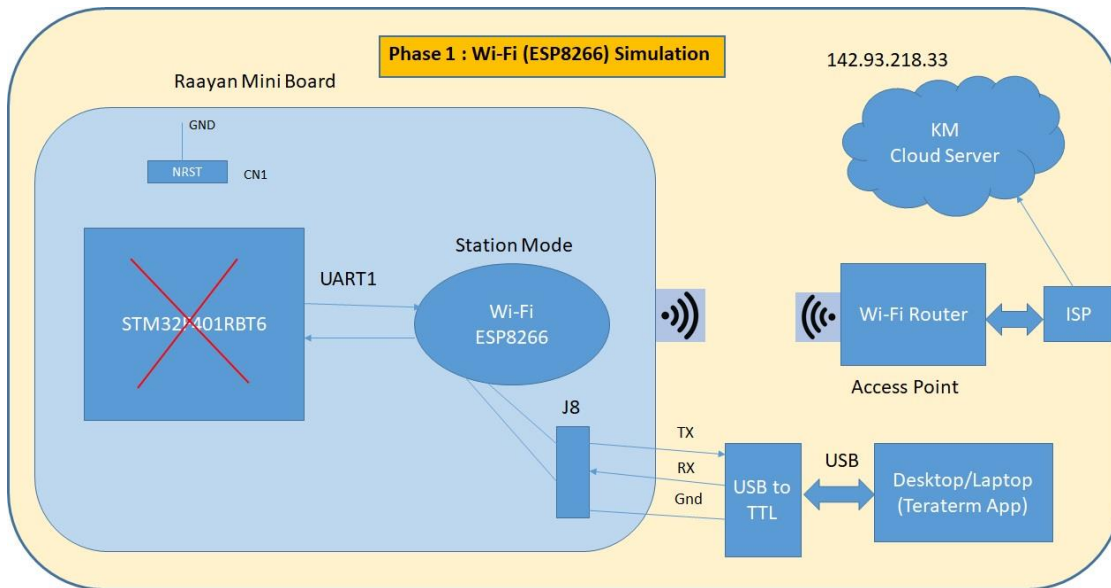 Phase 1 : Wi-Fi (ESP8266) Simulation
142.93.218.33
Raayan Mini Board
GND
NRST
CN1
KM
Cloud Server
Station Mode
UART1
STM32F401RBT6
Wi-Fi
ESP8266
Wi-Fi Router
ISP
Access Point
J8
TX
RX
Gnd
USB to
TTL
USB
Desktop/Laptop
(Teraterm App)